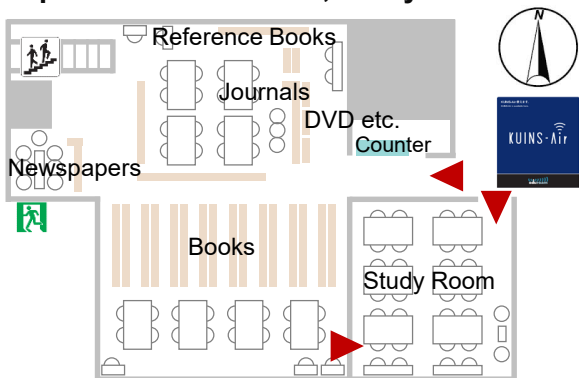 N
Reference Books
Journals
DVD etc.
Counter
KUINS-Air
Newspapers
Books
Study Room